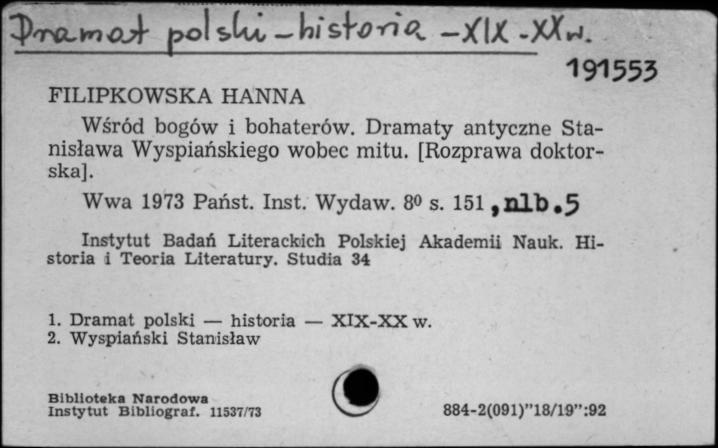 Dramat polski – historia – XIX - XX w.
191553
FILIPKOWSKA HANNA
Wśród bogów i bohaterów. Dramaty antyczne Sta-
nisława Wyspiańskiego wobec mitu. [Rozprawa doktor-
ska].
Wwa 1973 Państ. Inst. Wydaw. 8⁰ s. 151, nlb.5
Instytut Badań Literackich Polskiej Akademii Nauk. Hi-
storia i Teoria Literatury. Studia 34
1. Dramat polski — historia — XIX-XX w.
2. Wyspiański Stanisław
Biblioteka Narodowa
Instytut Bibliograf. 11537/73
884-2(091)"18/19":92